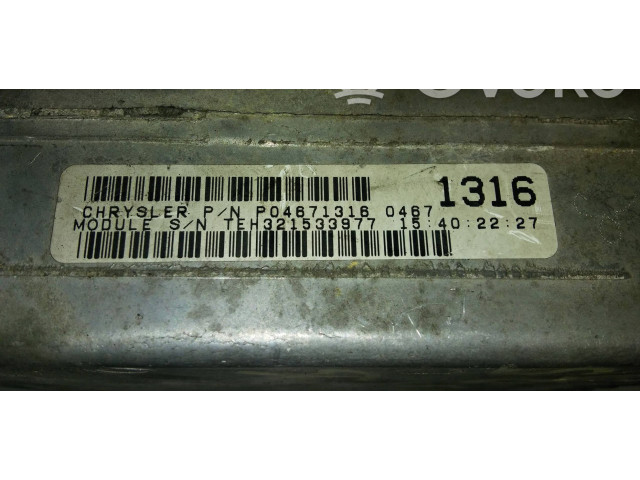 1316
CHRYSLER P/N P04671316 0467
MODULE S/N TEH321533977 15:40:22:27